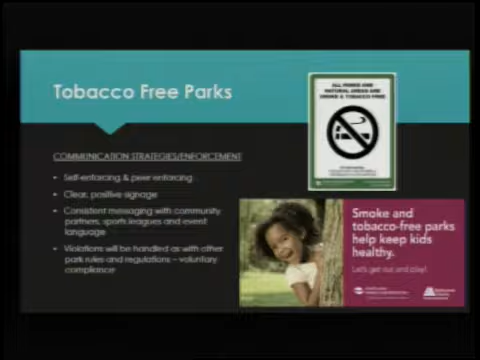 Tobacco Free Parks
ALL PARKS AND
NATURAL AREAS ARE
SMOKE & TOBACCO FREE
COMMUNICATION STRATEGIES/ENFORCEMENT
• Self-enforcing & peer enforcing
• Clear, positive signage
• Consistent messaging with community
partners, sports leagues and event
language
• Violations will be handled as with other
park rules and regulations – voluntary
compliance
Smoke and
tobacco-free parks
help keep kids
healthy.
Let's get out and play!